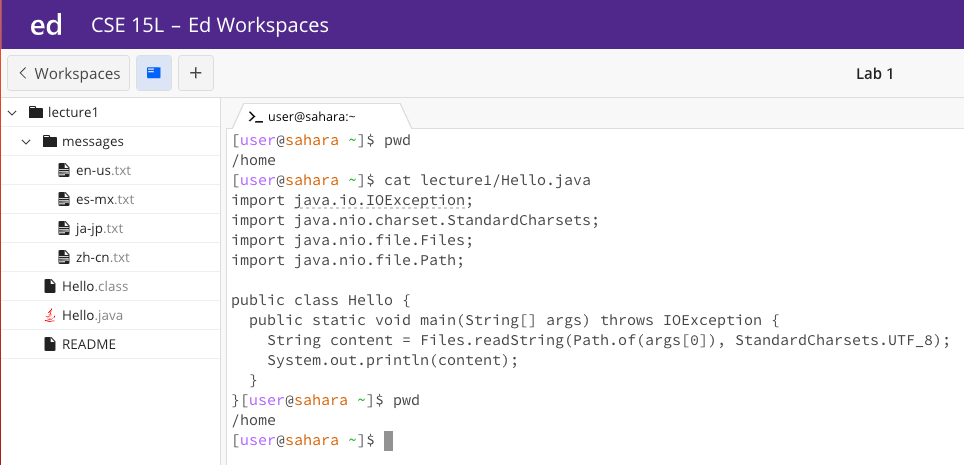 ed CSE 15L – Ed Workspaces
Workspaces
Lab 1
lecture1
messages
en-us.txt
es-mx.txt
ja-jp.txt
zh-cn.txt
Hello.class
Hello.java
README
user@sahara:~
[user@sahara ~]$ pwd
/home
[user@sahara ~]$ cat lecture1/Hello.java
import java.io.IOException;
import java.nio.charset.StandardCharsets;
import java.nio.file.Files;
import java.nio.file.Path;

public class Hello {
  public static void main(String[] args) throws IOException {
    String content = Files.readString(Path.of(args[0]), StandardCharsets.UTF_8);
    System.out.println(content);
  }
}[user@sahara ~]$ pwd
/home
[user@sahara ~]$